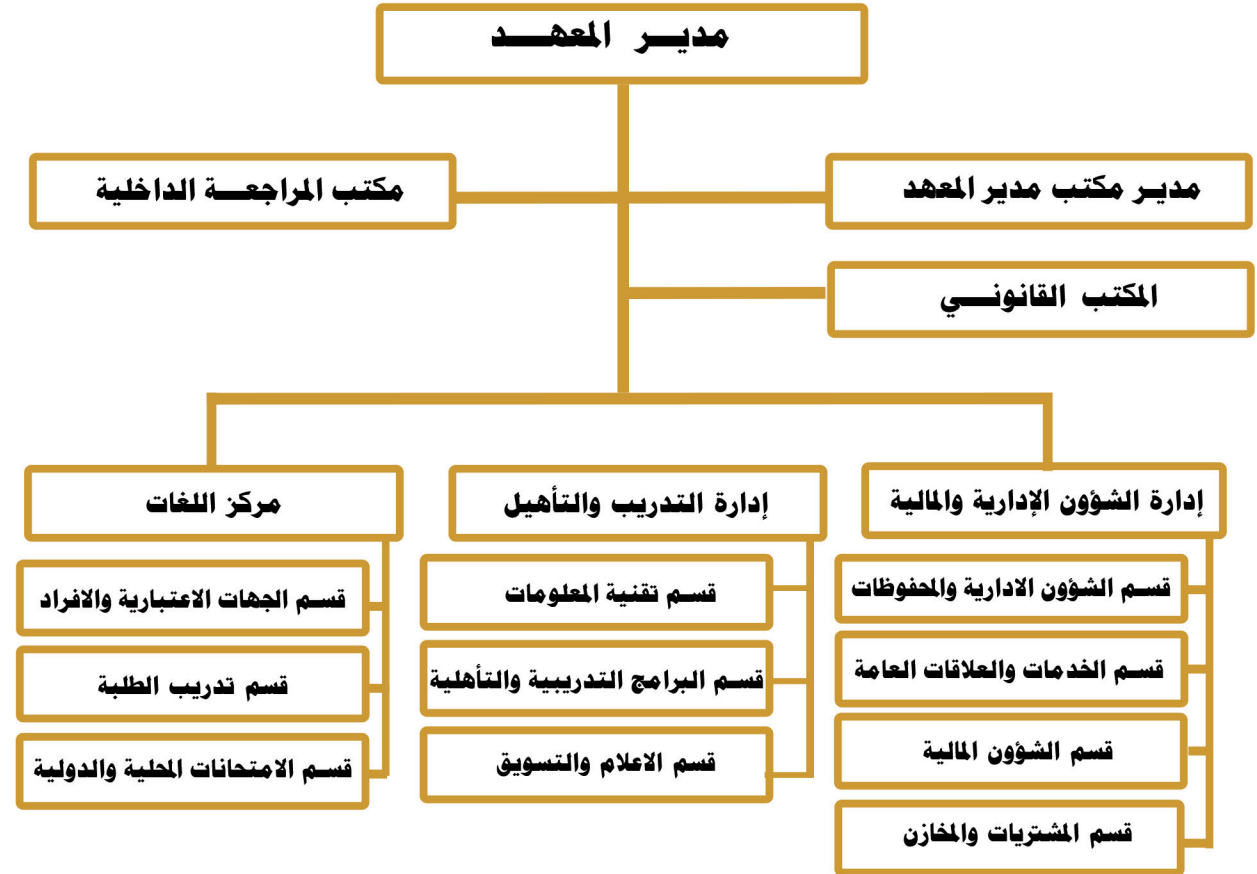 مدير المعهد
مدير مكتب مدير المعهد
مكتب المراجعة الداخلية
المكتب القانوني
إدارة الشؤون الإدارية والمالية
قسم الشؤون الادارية والمحفوظات
قسم الخدمات والعلاقات العامة
قسم الشؤون المالية
قسم المشتريات والمخازن
إدارة التدريب والتأهيل
قسم تقنية المعلومات
قسم البرامج التدريبية والتأهلية
قسم الاعلام والتسويق
مركز اللغات
قسم الجهات الاعتبارية والافراد
قسم تدريب الطلبة
قسم الامتحانات المحلية والدولية